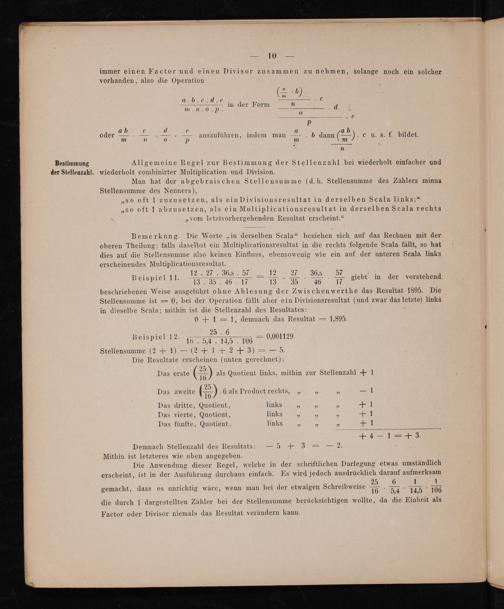 — 10 —
immer einen Factor und einen Divisor zusammen zu nehmen, solange noch ein solcher
vorhanden, also die Operation
a . b . c . d . e / m . n . o . p . in der Form ((((a/m · b) / n · c) / o · d) / p) · e
oder ab/m · c/n · d/o · e/p auszuführen, indem man a/m · b dann (ab/m)/n · c u. s. f. bildet.
Bestimmung
der Stellenzahl.
Allgemeine Regel zur Bestimmung der Stellenzahl bei wiederholt einfacher und
wiederholt combinirter Multiplication und Division.
Man hat der algebraischen Stellensumme (d. h. Stellensumme des Zählers minus
Stellensumme des Nenners),
„so oft 1 zuzusetzen, als ein Divisionsresultat in derselben Scala links;“
„so oft 1 abzusetzen, als ein Multiplicationsresultat in derselben Scala rechts
„vom letztvorhergehenden Resultat erscheint.“
Bemerkung. Die Worte „in derselben Scala“ beziehen sich auf das Rechnen mit der
oberen Theilung; falls daselbst ein Multiplicationsresultat in die rechts folgende Scala fällt, so hat
dies auf die Stellensumme also keinen Einfluss, ebensowenig wie ein auf der unteren Scala links
erscheinendes Multiplicationsresultat.
Beispiel 11. 12 . 27 . 36,5 . 57 / 13 . 35 . 46 . 17 = 12/13 · 27/35 · 36,5/46 · 57/17 giebt in der vorstehend
beschriebenen Weise ausgeführt ohne Ablesung der Zwischenwerthe das Resultat 1895. Die
Stellensumme ist = 0, bei der Operation fällt aber ein Divisionsresultat (und zwar das letzte) links
in dieselbe Scala; mithin ist die Stellenzahl des Resultates:
0 + 1 = 1, demnach das Resultat = 1,895.
Beispiel 12. 25 . 6 / 16 . 5,4 . 14,5 . 106 = 0,001129
Stellensumme (2 + 1) — (2 + 1 + 2 + 3) = — 5.
Die Resultate erscheinen (unten gerechnet):
Das erste (25/16) als Quotient links, mithin zur Stellenzahl + 1
Das zweite (25/16) . 6 als Product rechts, „ „ „ — 1
Das dritte, Quotient, links „ „ „ + 1
Das vierte, Quotient, links „ „ „ + 1
Das fünfte, Quotient, links „ „ „ + 1
+ 4 — 1 = + 3.
Demnach Stellenzahl des Resultats: — 5 + 3 = — 2.
Mithin ist letzteres wie oben angegeben.
Die Anwendung dieser Regel, welche in der schriftlichen Darlegung etwas umständlich
erscheint, ist in der Ausführung durchaus einfach. Es wird jedoch ausdrücklich darauf aufmerksam
gemacht, dass es unrichtig wäre, wenn man bei der etwaigen Schreibweise 25/16 · 6/5,4 · 1/14,5 · 1/106
die durch 1 dargestellten Zähler bei der Stellensumme berücksichtigen wollte, da die Einheit als
Factor oder Divisor niemals das Resultat verändern kann.